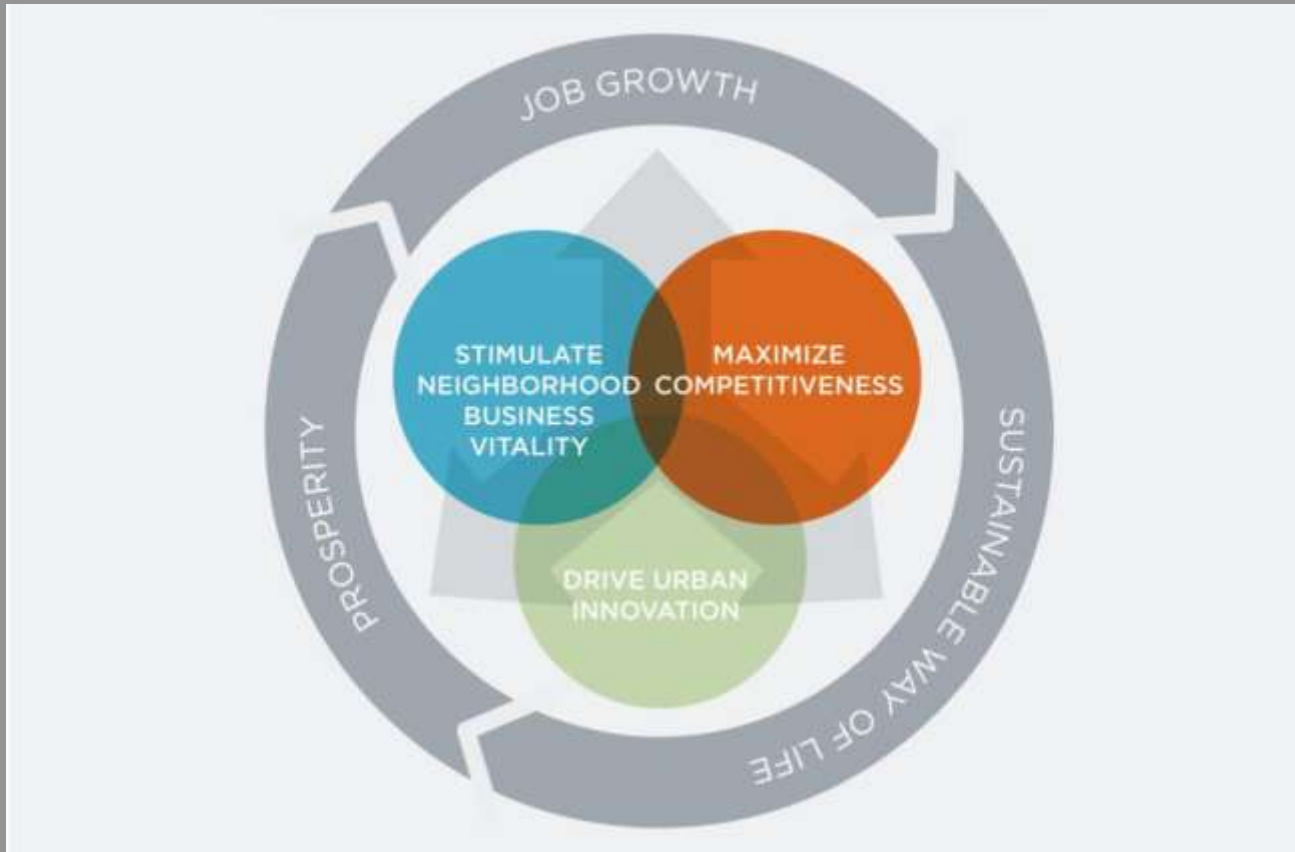 JOB GROWTH
STIMULATE
NEIGHBORHOOD
BUSINESS
VITALITY
MAXIMIZE
COMPETITIVENESS
DRIVE URBAN
INNOVATION
PROSPERITY
SUSTAINABLE WAY OF LIFE